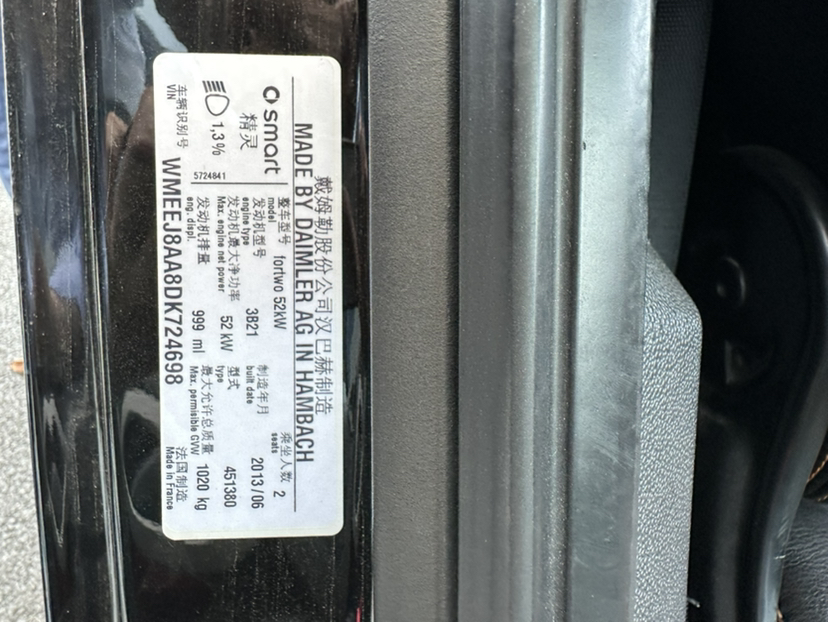 戴姆勒股份公司汉巴赫制造
MADE BY DAIMLER AG IN HAMBACH
smart
精灵
1,3%
5724841
整车型号 fortwo 52kW 乘坐人数 2
model seats
发动机型号 3B21 制造年月 2013/06
engine type built date
发动机最大净功率 52 kW 型式 451380
Max. engine net power type
发动机排量 999 ml 最大允许总质量 1020 kg
eng. displ. Max. permisible GVW
车辆识别号 WMEEJ8AA8DK724698 法国制造
VIN Made in France